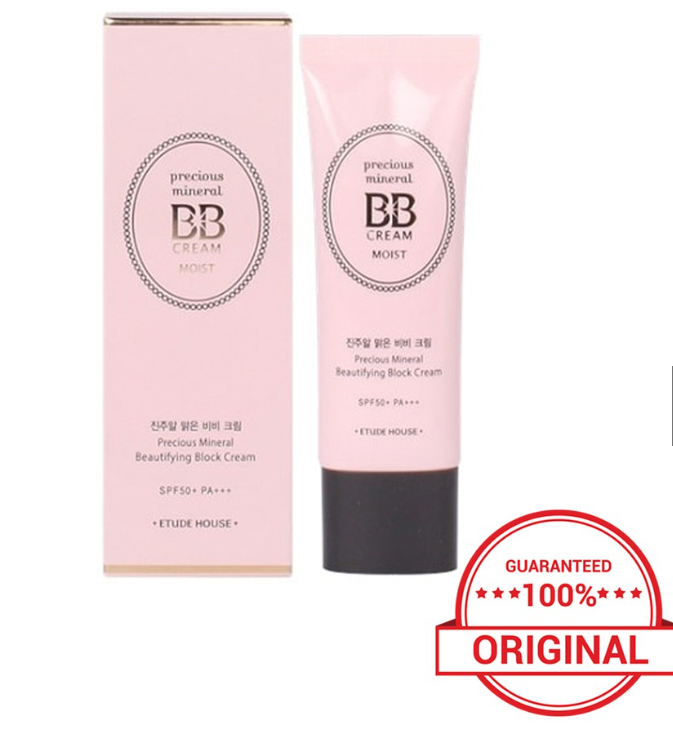 precious
mineral
BB
CREAM
MOIST
진주알 맑은 비비 크림
Precious Mineral
Beautifying Block Cream
SPF50+ PA+++
• ETUDE HOUSE •
precious
mineral
BB
CREAM
MOIST
진주알 맑은 비비 크림
Precious Mineral
Beautifying Block Cream
SPF50+ PA+++
• ETUDE HOUSE •
GUARANTEED
★★★100%★★★
ORIGINAL